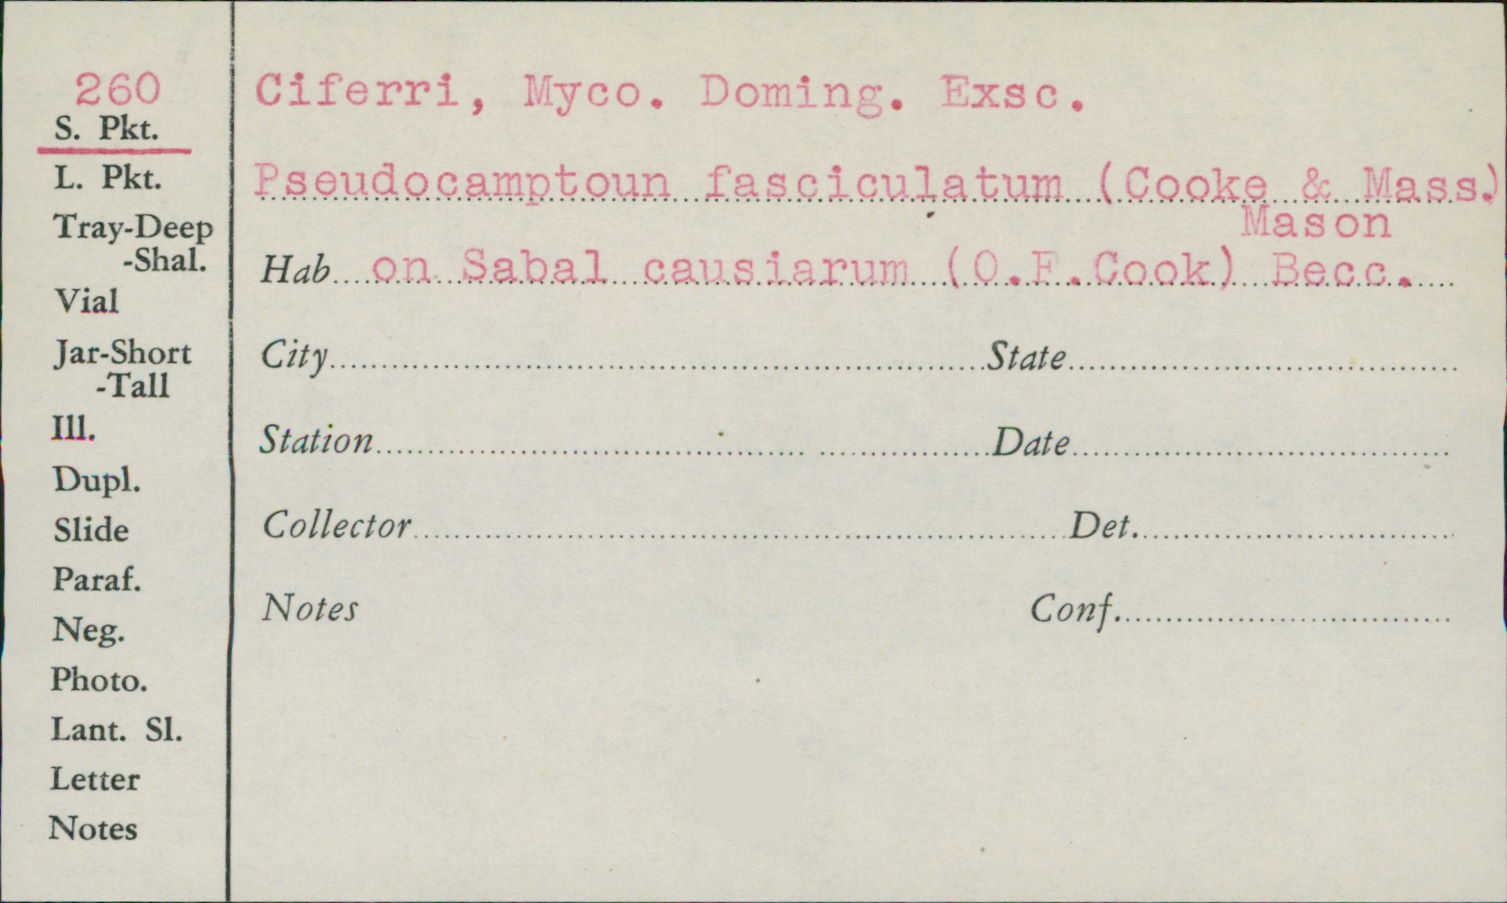 260
S. Pkt.
L. Pkt.
Tray-Deep
-Shal.
Vial
Jar-Short
-Tall
Ill.
Dupl.
Slide
Paraf.
Neg.
Photo.
Lant. Sl.
Letter
Notes
Ciferri, Myco. Doming. Exsc.
Pseudocamptoun fasciculatum (Cooke & Mass.)
Mason
Hab. on Sabal causiarum (O.F.Cook) Becc.
City State
Station Date
Collector Det.
Notes Conf.